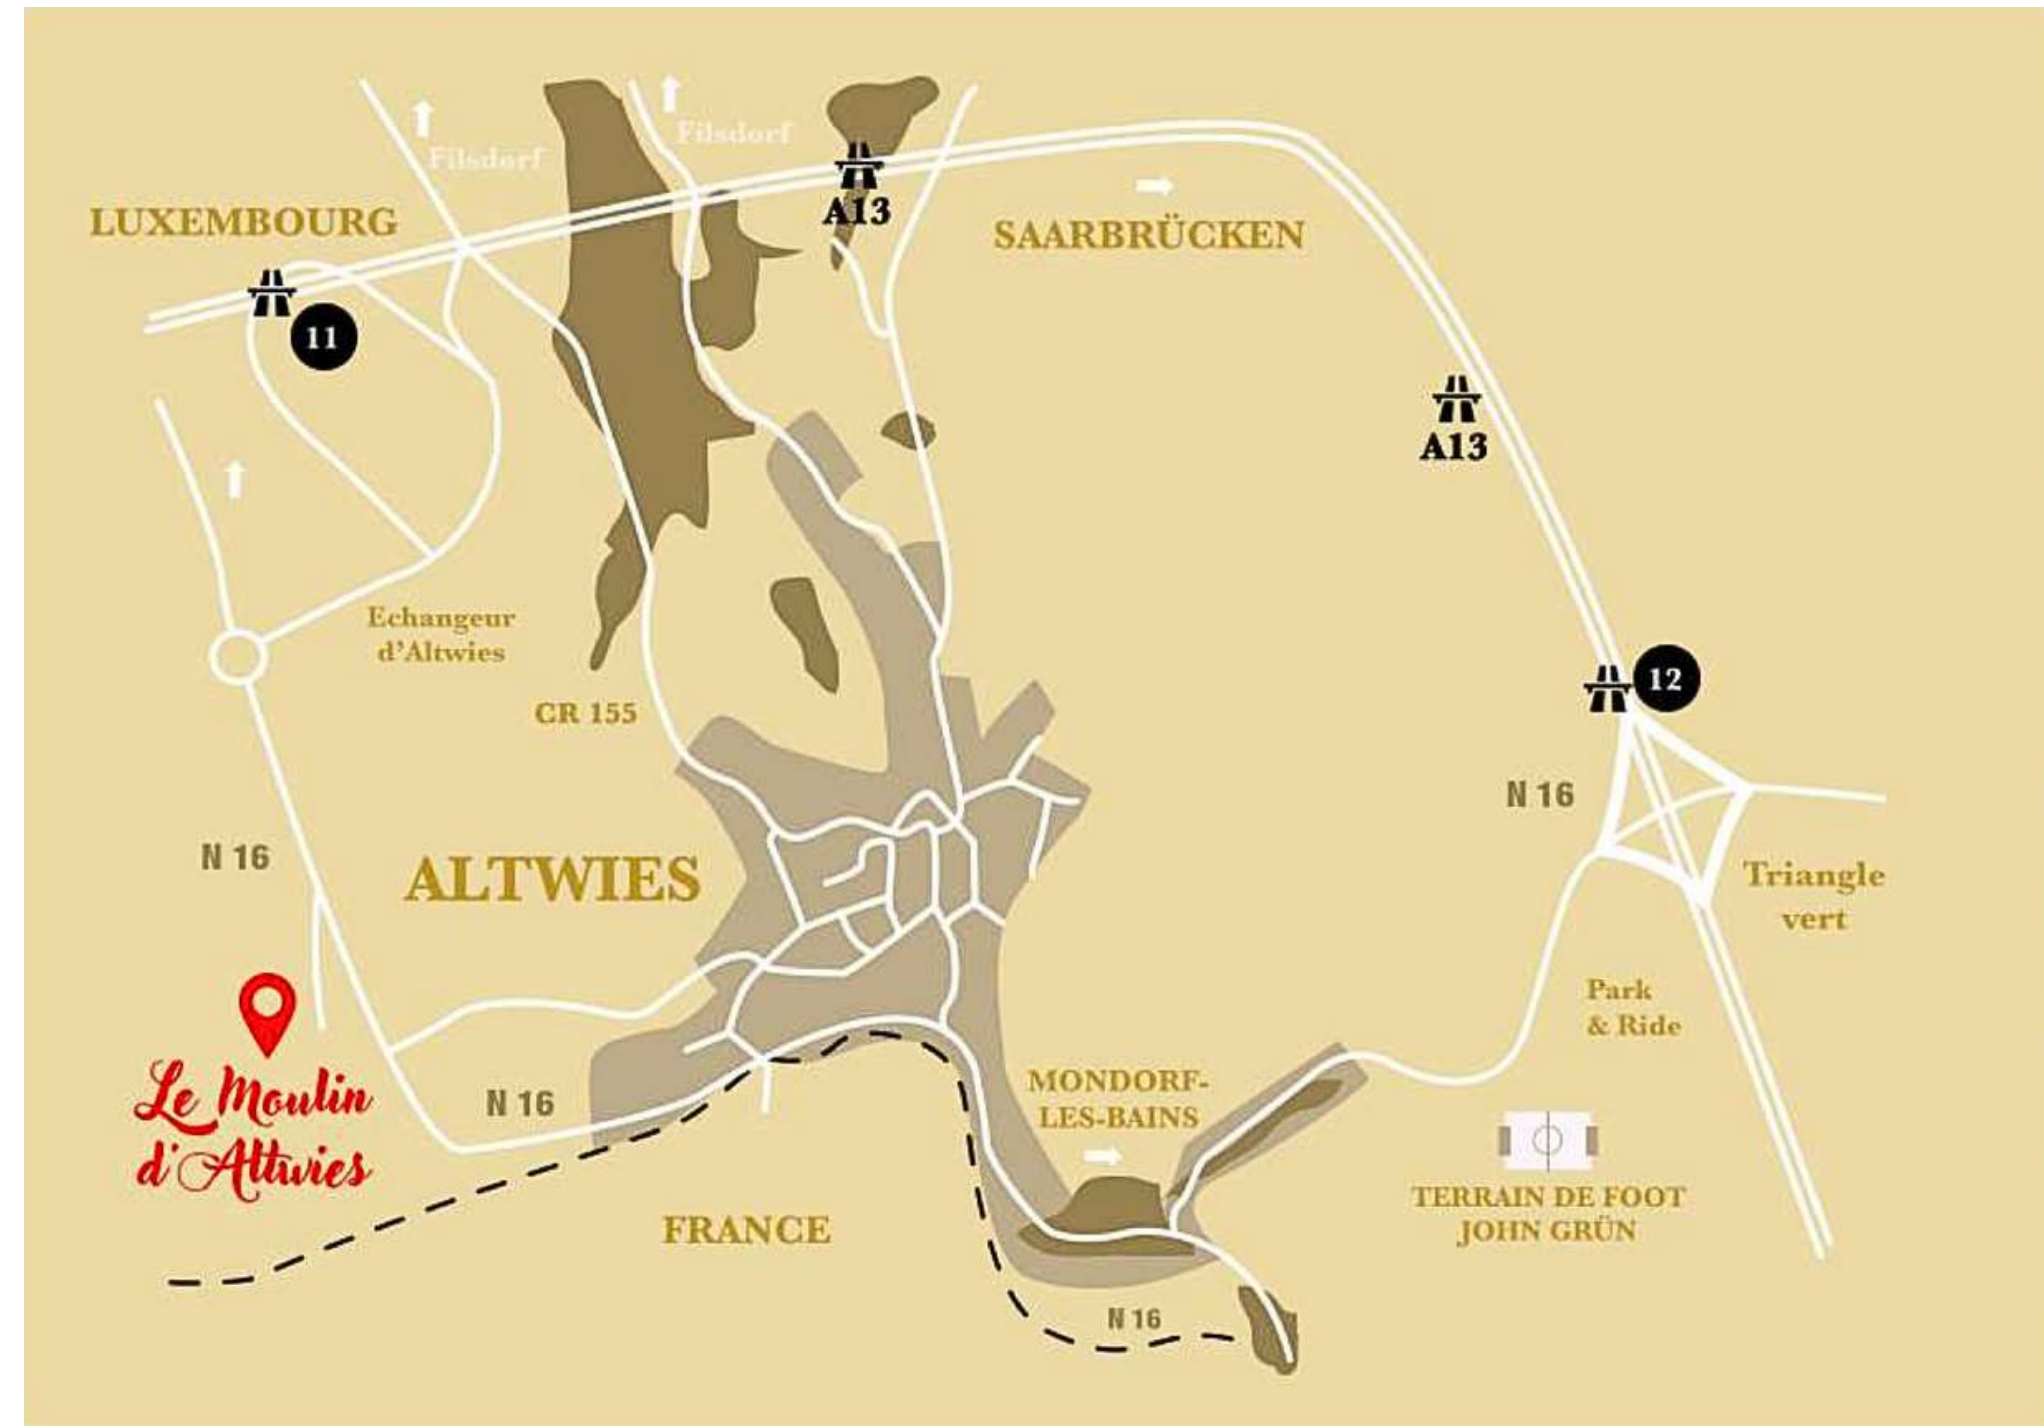 Filsdorf
Filsdorf
LUXEMBOURG
A13
SAARBRÜCKEN
11
A13
Echangeur
d'Altwies
CR 155
12
N 16
N 16
ALTWIES
Triangle
vert
Park
& Ride
Le Moulin
d'Altwies
N 16
MONDORF-
LES-BAINS
TERRAIN DE FOOT
JOHN GRÜN
FRANCE
N 16